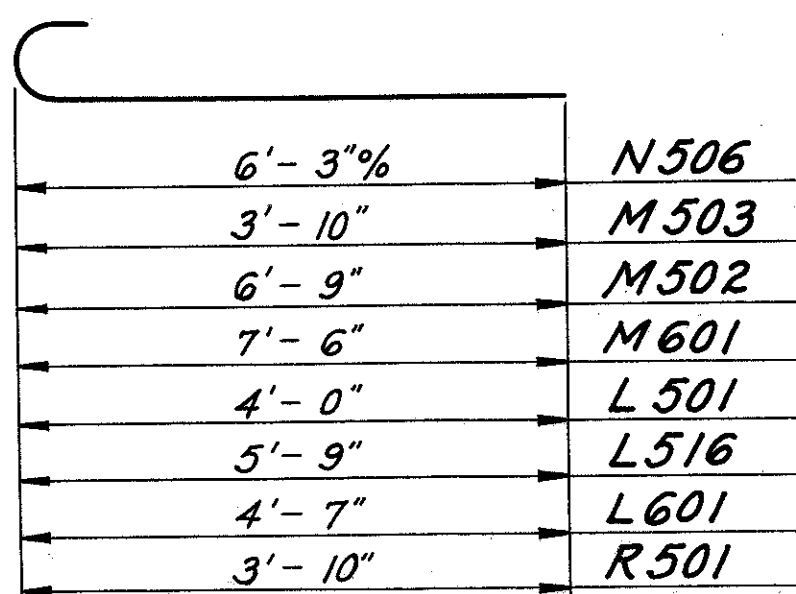 6'- 3"% N506
3'- 10" M503
6'- 9" M502
7'- 6" M601
4'- 0" L501
5'- 9" L516
4'- 7" L601
3'- 10" R501